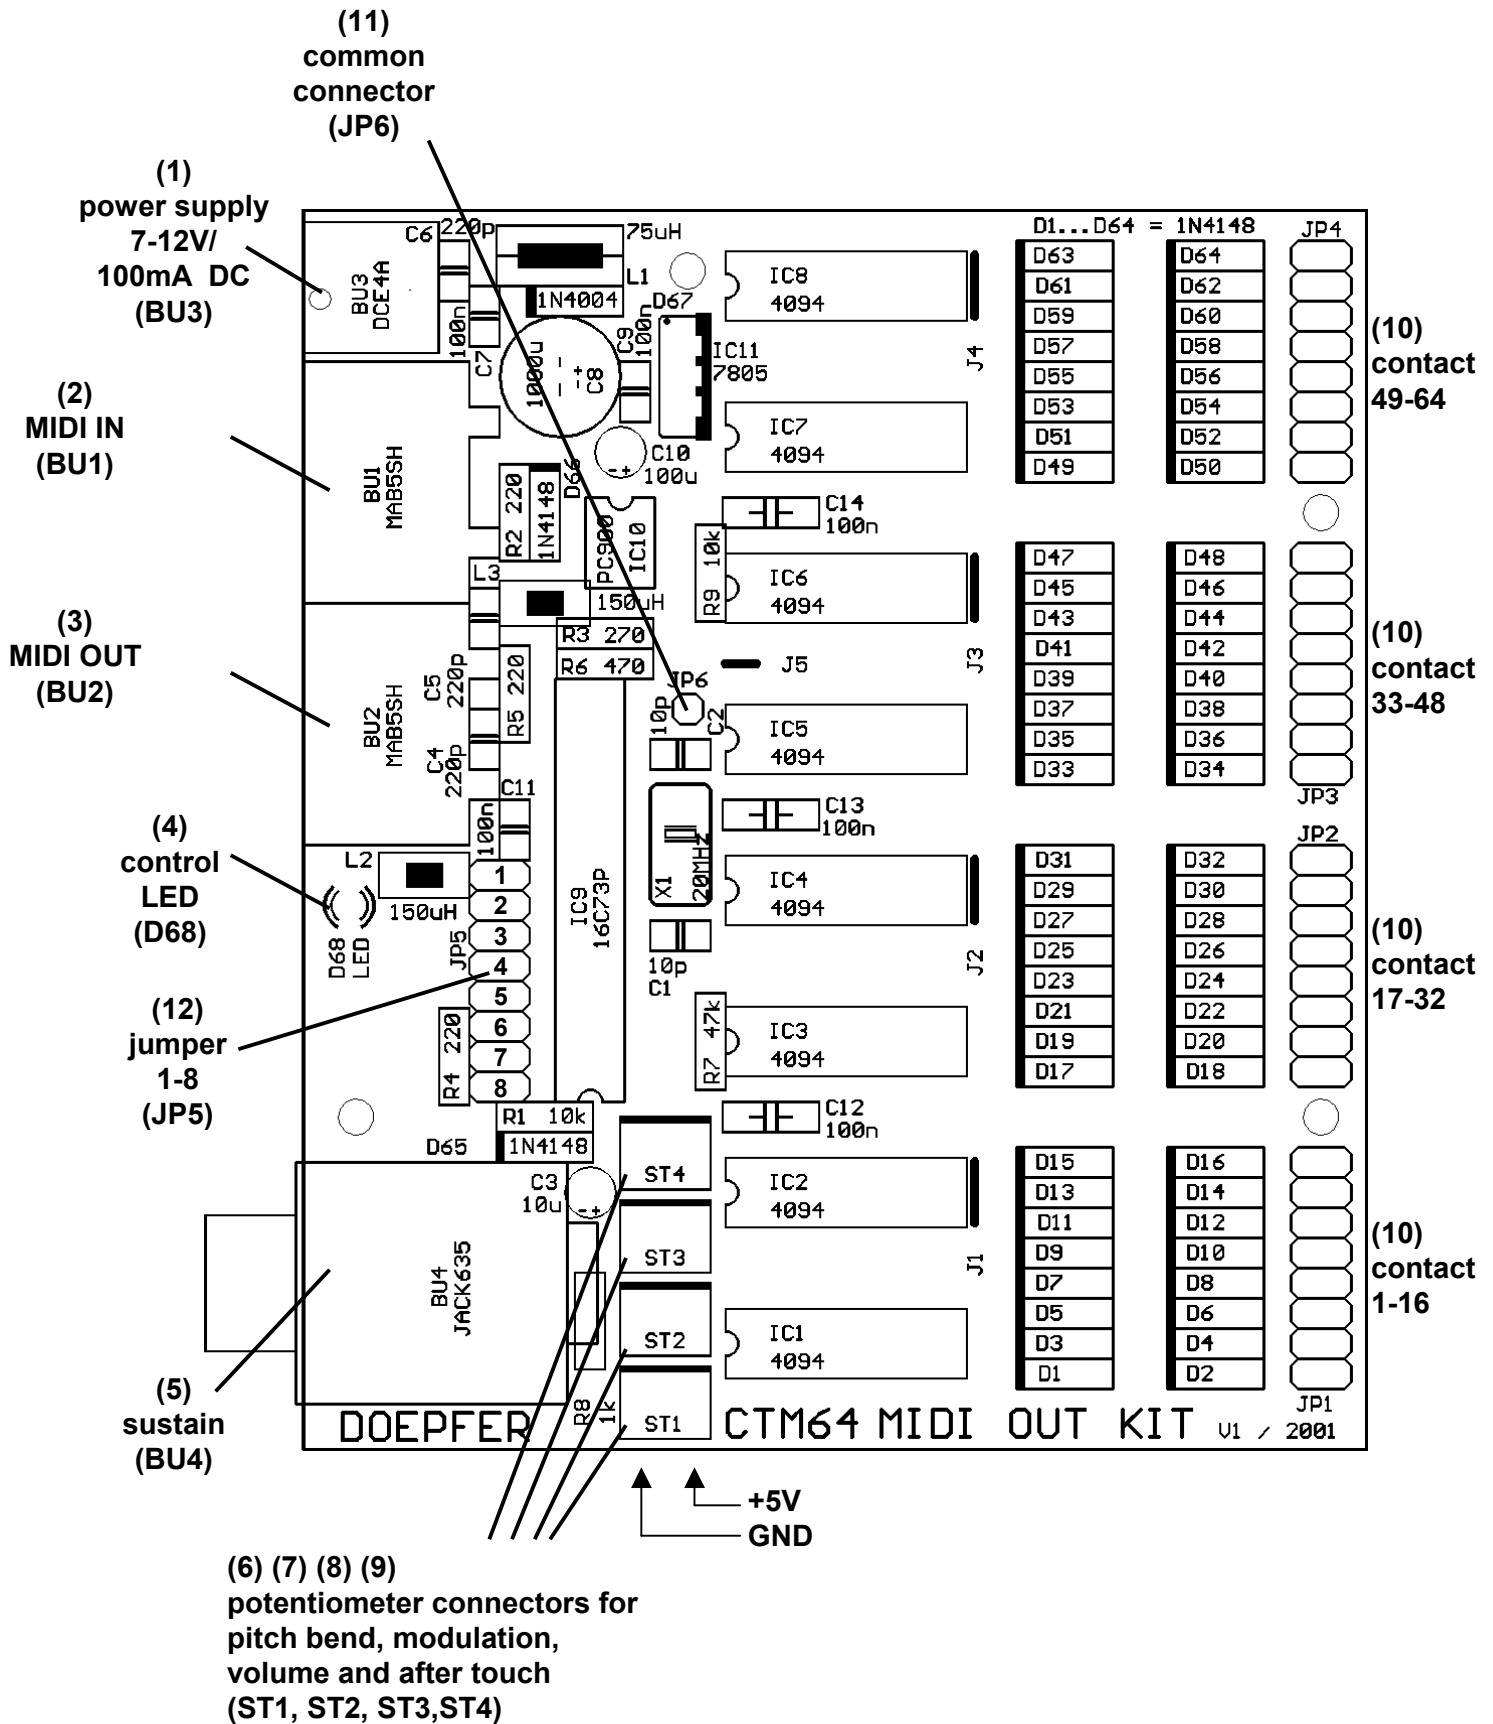 (11)
common
connector
(JP6)
(1)
power supply
7-12V/
100mA DC
(BU3)
(2)
MIDI IN
(BU1)
(3)
MIDI OUT
(BU2)
(4)
control
LED
(D68)
(12)
jumper
1-8
(JP5)
(5)
sustain
(BU4)
C6
220p
75uH
L1
BU3
DCE4A
1N4004
D67
100n
C7
1000u
- +
C8
C9
100n
IC11
7805
C10
100u
- +
BU1
MAB5SH
R2 220
1N4148
D66
PC900
IC10
L3
150uH
R3 270
R6 470
BU2
MAB5SH
C5
220p
R5 220
C4
220p
C11
100n
L2
150uH
D68
LED
JP5
1
2
3
4
5
6
7
8
R4 220
IC9
16C73P
R1 10k
D65
1N4148
JP6
10p
C2
X1
20MHZ
10p
C1
C3
10u
- +
BU4
JACK635
R8
1k
ST4
ST3
ST2
ST1
IC8
4094
IC7
4094
J4
C14
100n
R9 10k
IC6
4094
J3
J5
IC5
4094
C13
100n
IC4
4094
J2
R7 47k
IC3
4094
C12
100n
IC2
4094
J1
IC1
4094
D1...D64 = 1N4148
JP4
D63 D64
D61 D62
D59 D60
D57 D58
D55 D56
D53 D54
D51 D52
D49 D50
(10)
contact
49-64
D47 D48
D45 D46
D43 D44
D41 D42
D39 D40
D37 D38
D35 D36
D33 D34
JP3
(10)
contact
33-48
JP2
D31 D32
D29 D30
D27 D28
D25 D26
D23 D24
D21 D22
D19 D20
D17 D18
(10)
contact
17-32
D15 D16
D13 D14
D11 D12
D9 D10
D7 D8
D5 D6
D3 D4
D1 D2
JP1
(10)
contact
1-16
DOEPFER CTM64 MIDI OUT KIT V1 / 2001
+5V
GND
(6) (7) (8) (9)
potentiometer connectors for
pitch bend, modulation,
volume and after touch
(ST1, ST2, ST3,ST4)